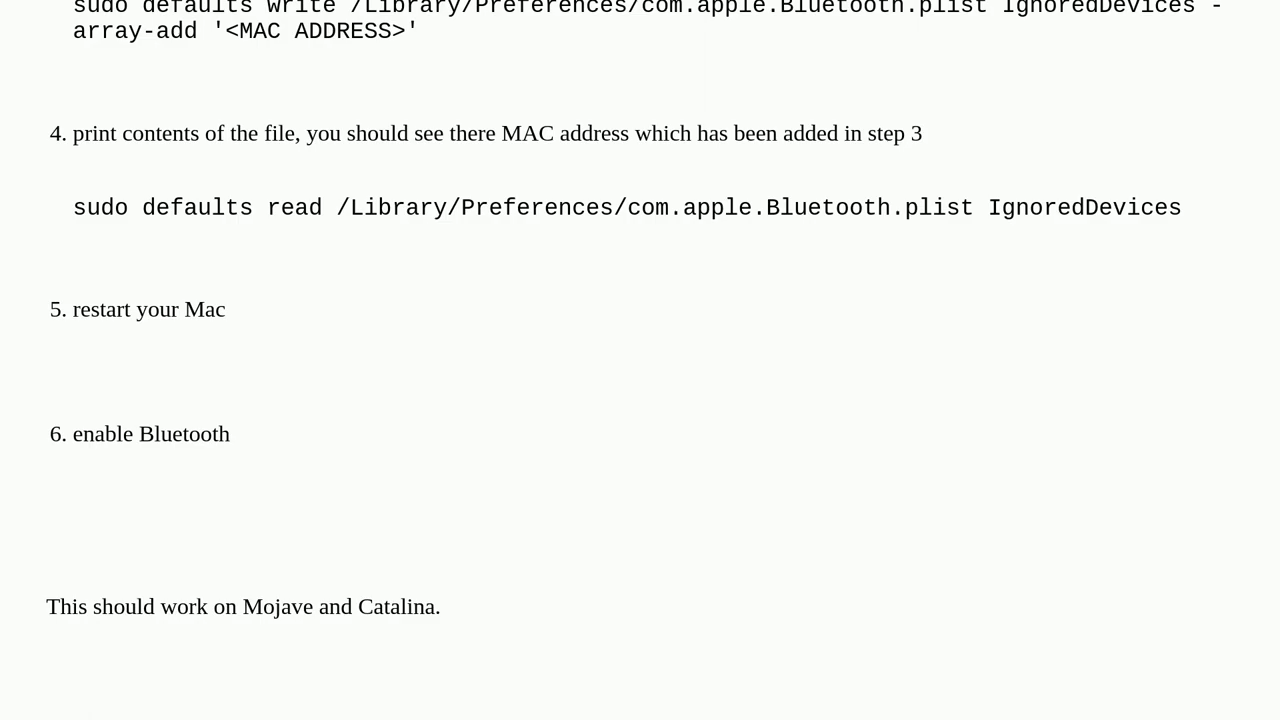 sudo defaults write /Library/Preferences/com.apple.Bluetooth.plist IgnoredDevices -
array-add '<MAC ADDRESS>'
4. print contents of the file, you should see there MAC address which has been added in step 3
sudo defaults read /Library/Preferences/com.apple.Bluetooth.plist IgnoredDevices
5. restart your Mac
6. enable Bluetooth
This should work on Mojave and Catalina.